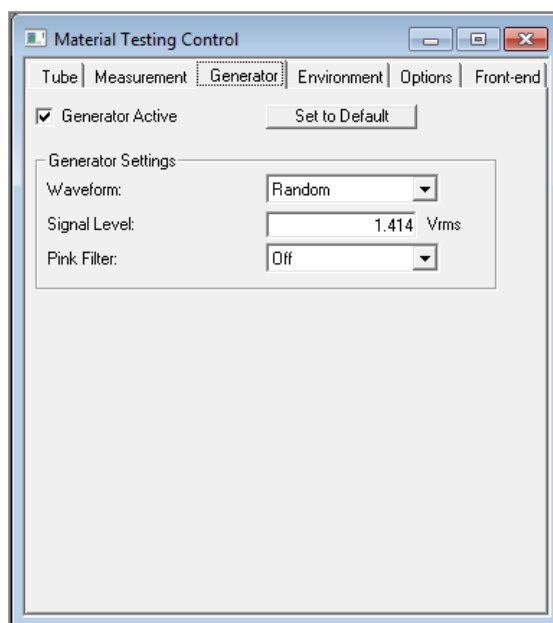 Material Testing Control
Tube Measurement Generator Environment Options Front-end
Generator Active Set to Default
Generator Settings
Waveform: Random
Signal Level: 1.414 Vrms
Pink Filter: Off